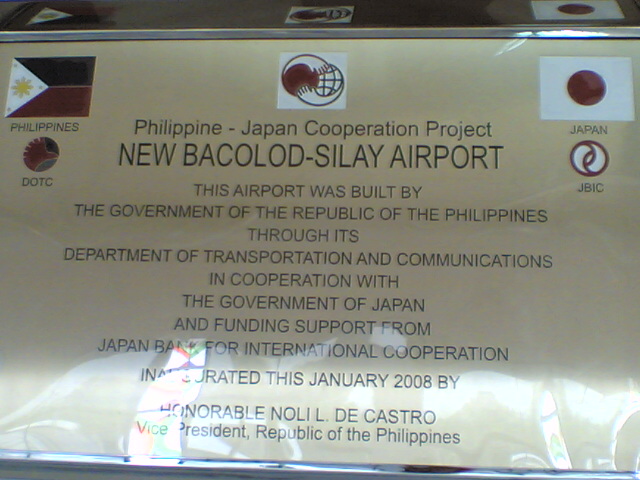 PHILIPPINES
DOTC
JAPAN
JBIC
Philippine - Japan Cooperation Project
NEW BACOLOD-SILAY AIRPORT
THIS AIRPORT WAS BUILT BY
THE GOVERNMENT OF THE REPUBLIC OF THE PHILIPPINES
THROUGH ITS
DEPARTMENT OF TRANSPORTATION AND COMMUNICATIONS
IN COOPERATION WITH
THE GOVERNMENT OF JAPAN
AND FUNDING SUPPORT FROM
JAPAN BANK FOR INTERNATIONAL COOPERATION
INAUGURATED THIS JANUARY 2008 BY
HONORABLE NOLI L. DE CASTRO
Vice President, Republic of the Philippines